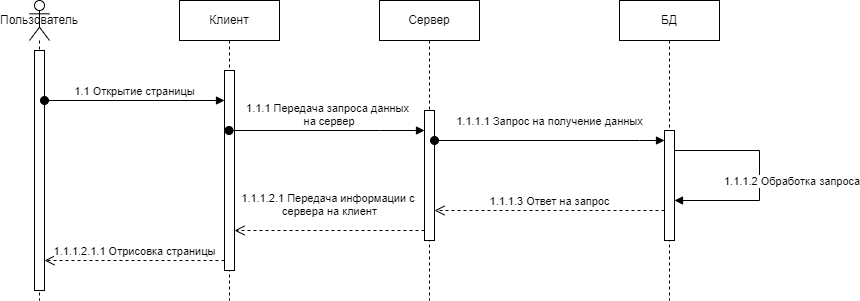 Пользователь
Клиент
Сервер
БД
1.1 Открытие страницы
1.1.1 Передача запроса данных
на сервер
1.1.1.1 Запрос на получение данных
1.1.1.2 Обработка запроса
1.1.1.3 Ответ на запрос
1.1.1.2.1 Передача информации с
сервера на клиент
1.1.1.2.1.1 Отрисовка страницы